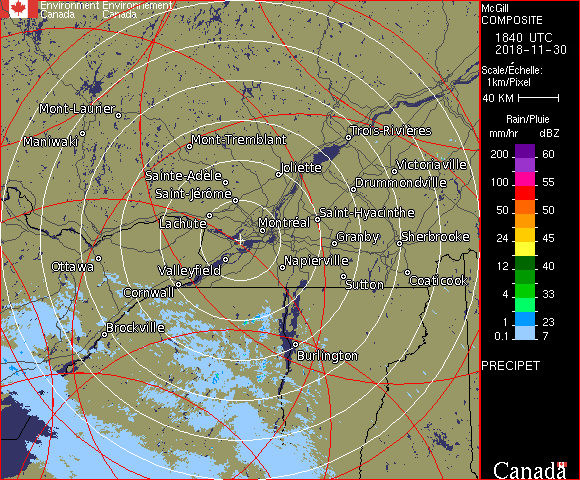 Environment Environnement
Canada Canada
McGill
COMPOSITE
1840 UTC
2018-11-30
Scale/Échelle:
1km/Pixel
40 KM
Rain/Pluie
mm/hr dBZ
200 60
150 57
100 55
50 50
24 45
12 40
4 33
1 23
0.1 7
PRECIPET
Canada
Mont-Laurier
Maniwaki
Mont-Tremblant
Trois-Rivières
Joliette
Victoriaville
Sainte-Adèle
Drummondville
Saint-Jérôme
Lachute
Saint-Hyacinthe
Montréal
Granby
Sherbrooke
Ottawa
Valleyfield
Napierville
Cornwall
Sutton
Coaticook
Brockville
Burlington